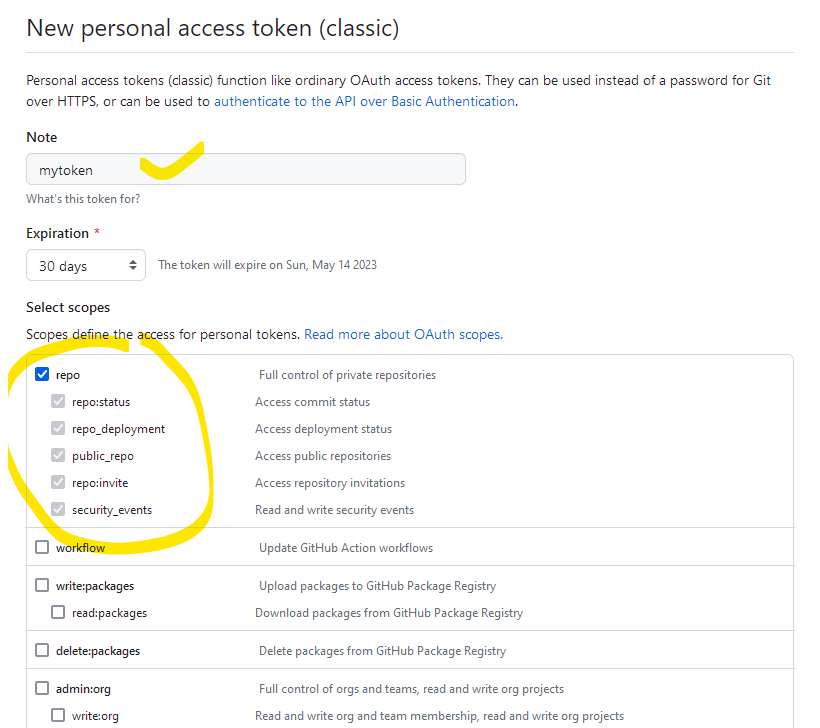 New personal access token (classic)
Personal access tokens (classic) function like ordinary OAuth access tokens. They can be used instead of a password for Git
over HTTPS, or can be used to authenticate to the API over Basic Authentication.
Note
mytoken
What's this token for?
Expiration *
30 days The token will expire on Sun, May 14 2023
Select scopes
Scopes define the access for personal tokens. Read more about OAuth scopes.
repo Full control of private repositories
repo:status Access commit status
repo_deployment Access deployment status
public_repo Access public repositories
repo:invite Access repository invitations
security_events Read and write security events
workflow Update GitHub Action workflows
write:packages Upload packages to GitHub Package Registry
read:packages Download packages from GitHub Package Registry
delete:packages Delete packages from GitHub Package Registry
admin:org Full control of orgs and teams, read and write org projects
write:org Read and write org and team membership, read and write org projects